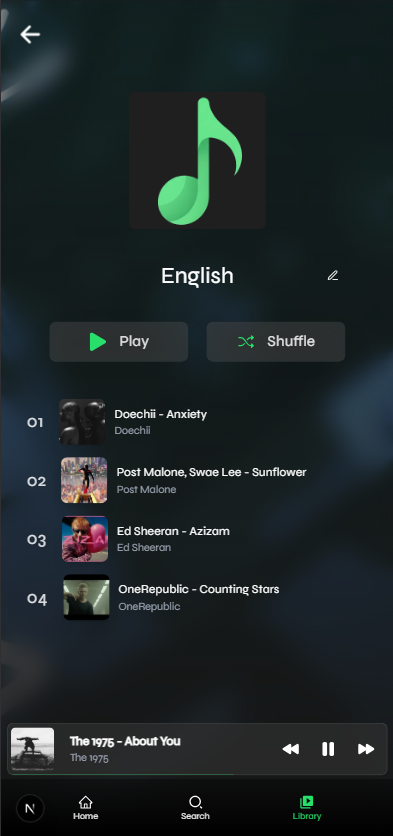 English
Play
Shuffle
01
Doechii - Anxiety
Doechii
02
Post Malone, Swae Lee - Sunflower
Post Malone
03
Ed Sheeran - Azizam
Ed Sheeran
04
OneRepublic - Counting Stars
OneRepublic
The 1975 - About You
The 1975
N
Home
Search
Library